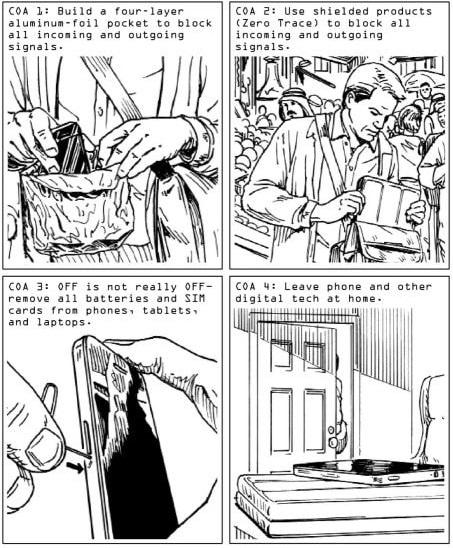 COA 1: Build a four-layer
aluminum-foil pocket to block
all incoming and outgoing
signals.
COA 2: Use shielded products
(Zero Trace) to block all
incoming and outgoing
signals.
COA 3: OFF is not really OFF-
remove all batteries and SIM
cards from phones, tablets,
and laptops.
COA 4: Leave phone and other
digital tech at home.